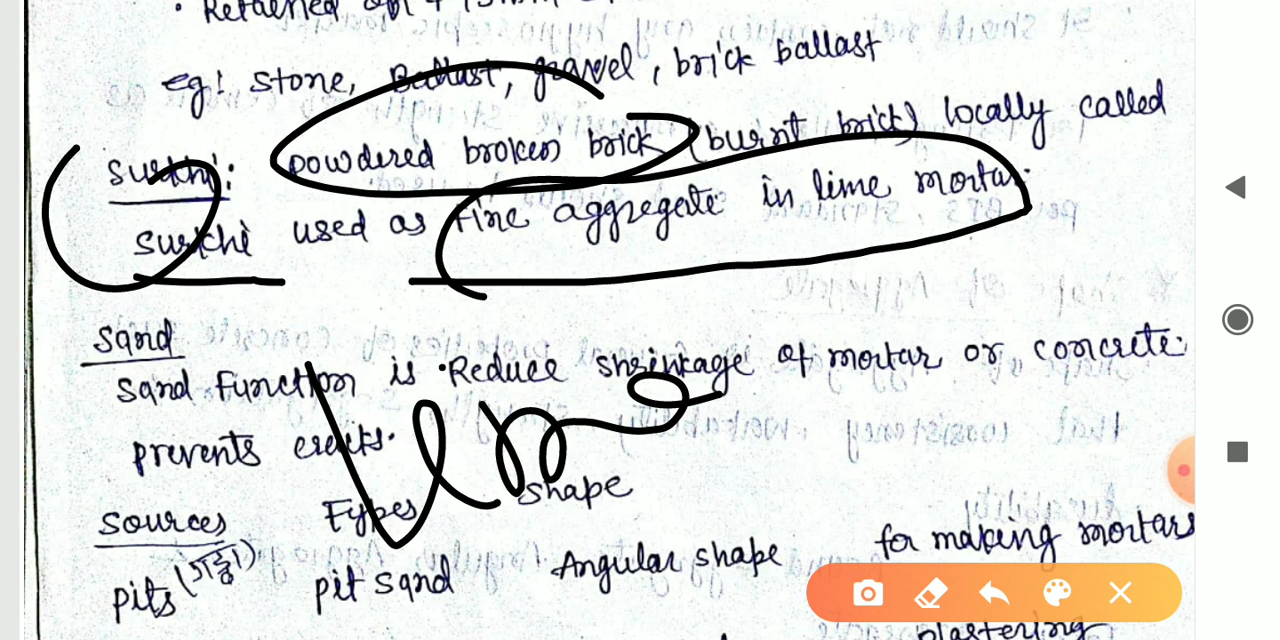 eg: stone, Ballast, gravel, brick ballast
Surkhi: powdered broken brick (burnt brick) locally called
Surkhi used as fine aggregate in lime mortar.
Sand
Sand function is Reduce shrinkage of mortar or concrete
prevents
Sources Types shape
pits pit sand Angular shape for making mortars
plastering